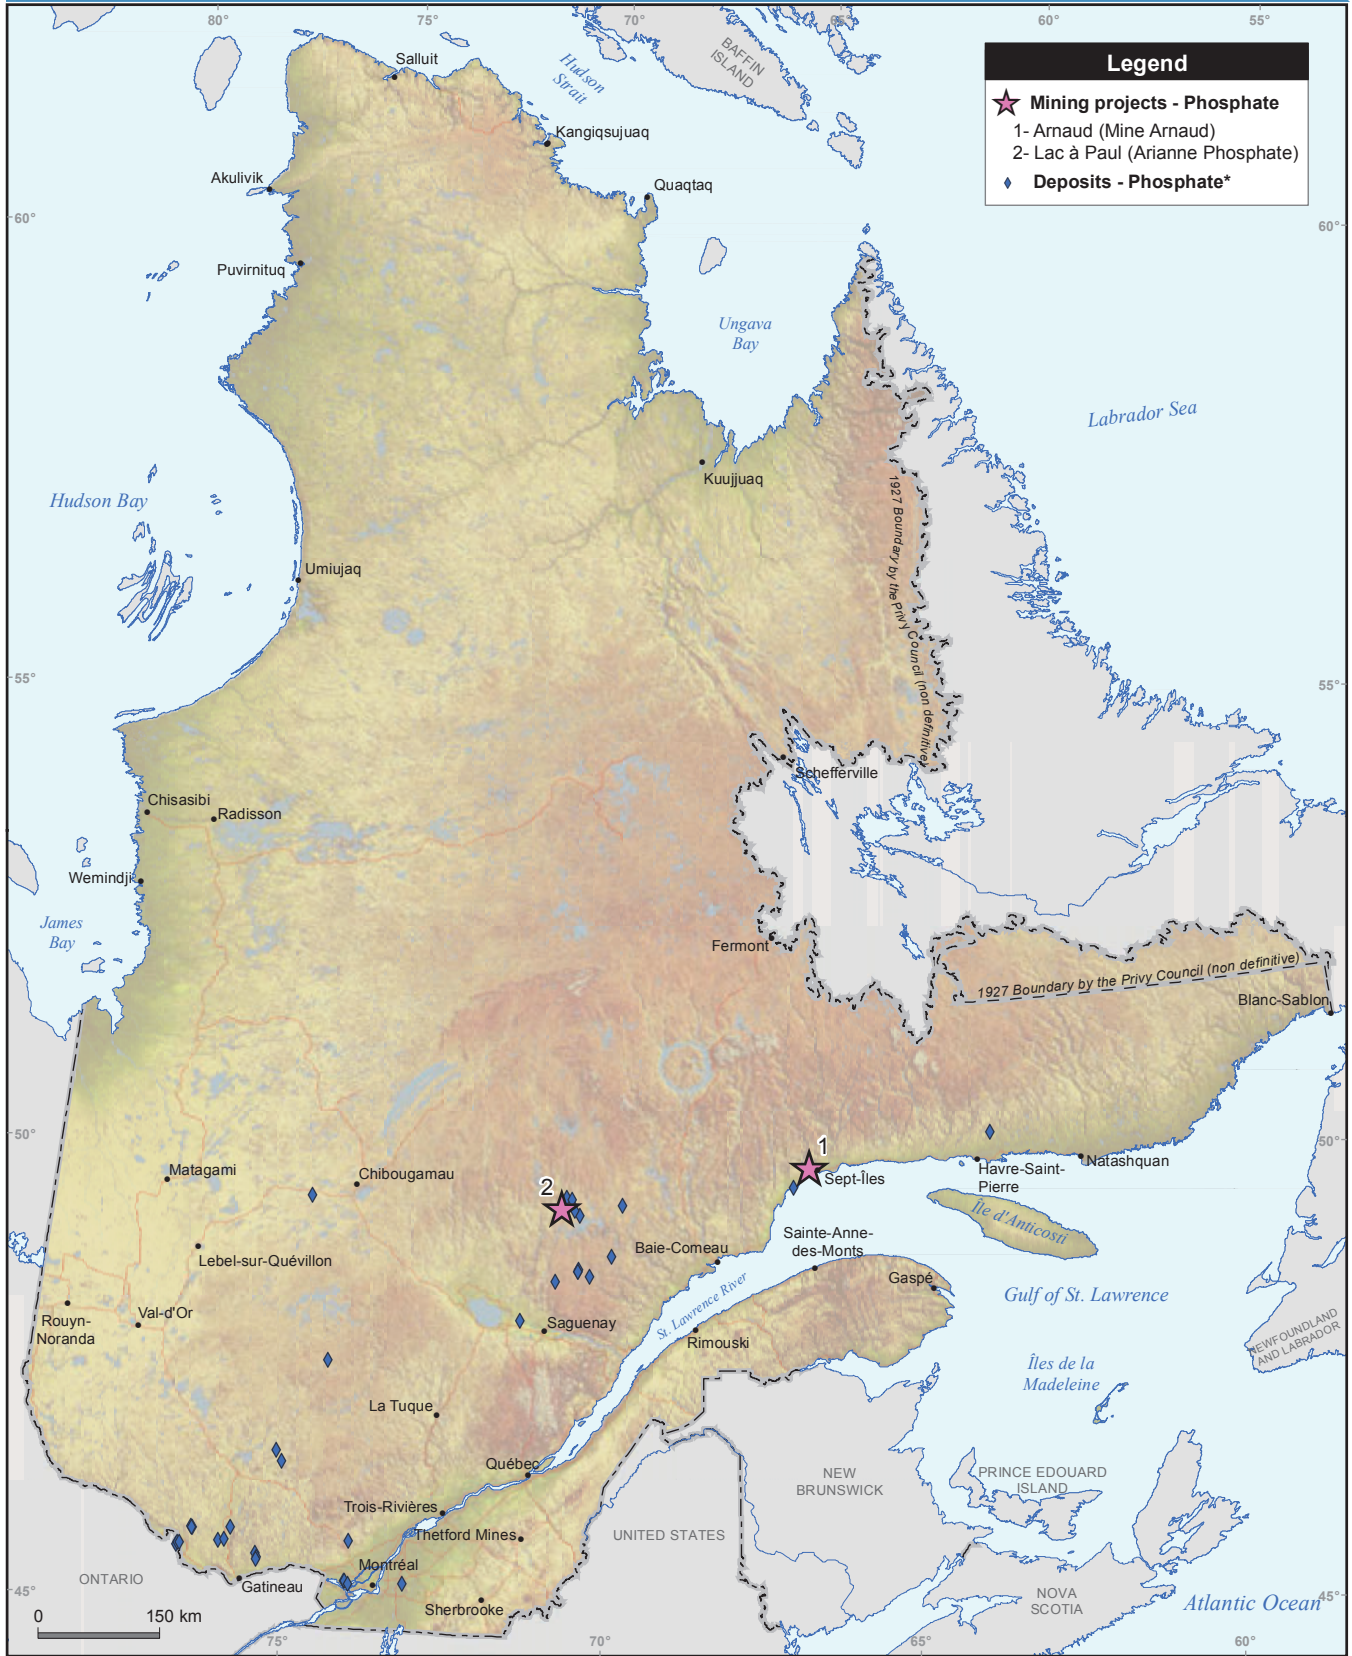 80°
75°
70°
65°
60°
55°
Legend
Mining projects - Phosphate
1- Arnaud (Mine Arnaud)
2- Lac à Paul (Arianne Phosphate)
Deposits - Phosphate*
BAFFIN
ISLAND
Hudson
Strait
Salluit
Kangiqsujuaq
Akulivik
Quaqtaq
60°
60°
Puvirnituq
Ungava
Bay
Labrador Sea
Kuujjuaq
Hudson Bay
1927 Boundary by the Privy Council (non definitive)
Umiujaq
55°
55°
Schefferville
Chisasibi
Radisson
Wemindji
James
Bay
Fermont
1927 Boundary by the Privy Council (non definitive)
Blanc-Sablon
50°
50°
1
Matagami
Chibougamau
Sept-Îles
Havre-Saint-
Pierre
Natashquan
2
Île d'Anticosti
Lebel-sur-Quévillon
Baie-Comeau
Sainte-Anne-
des-Monts
Gaspé
Gulf of St. Lawrence
St. Lawrence River
Rouyn-
Noranda
Val-d'Or
Saguenay
Rimouski
NEWFOUNDLAND
AND LABRADOR
Îles de la
Madeleine
La Tuque
Québec
NEW
BRUNSWICK
PRINCE EDOUARD
ISLAND
Trois-Rivières
Thetford Mines
UNITED STATES
Montréal
ONTARIO
Gatineau
Sherbrooke
NOVA
SCOTIA
Atlantic Ocean
45°
45°
0
150 km
75°
70°
65°
60°